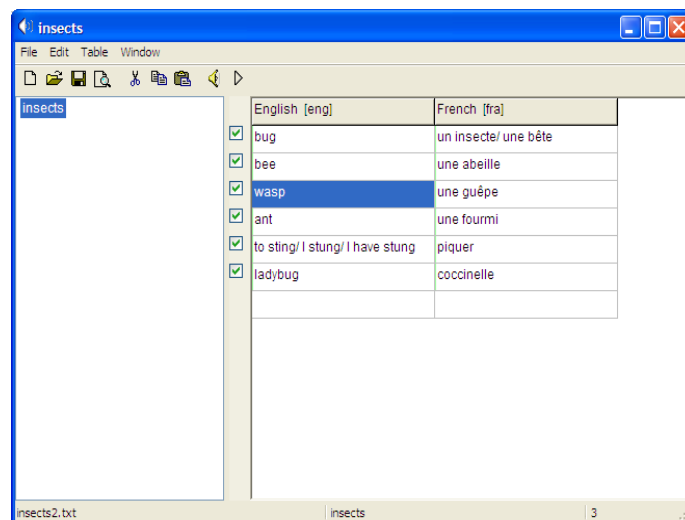 insects
File Edit Table Window
insects
English [eng] French [fra]
bug un insecte/ une bête
bee une abeille
wasp une guêpe
ant une fourmi
to sting/ I stung/ I have stung piquer
ladybug coccinelle
insects2.txt insects 3